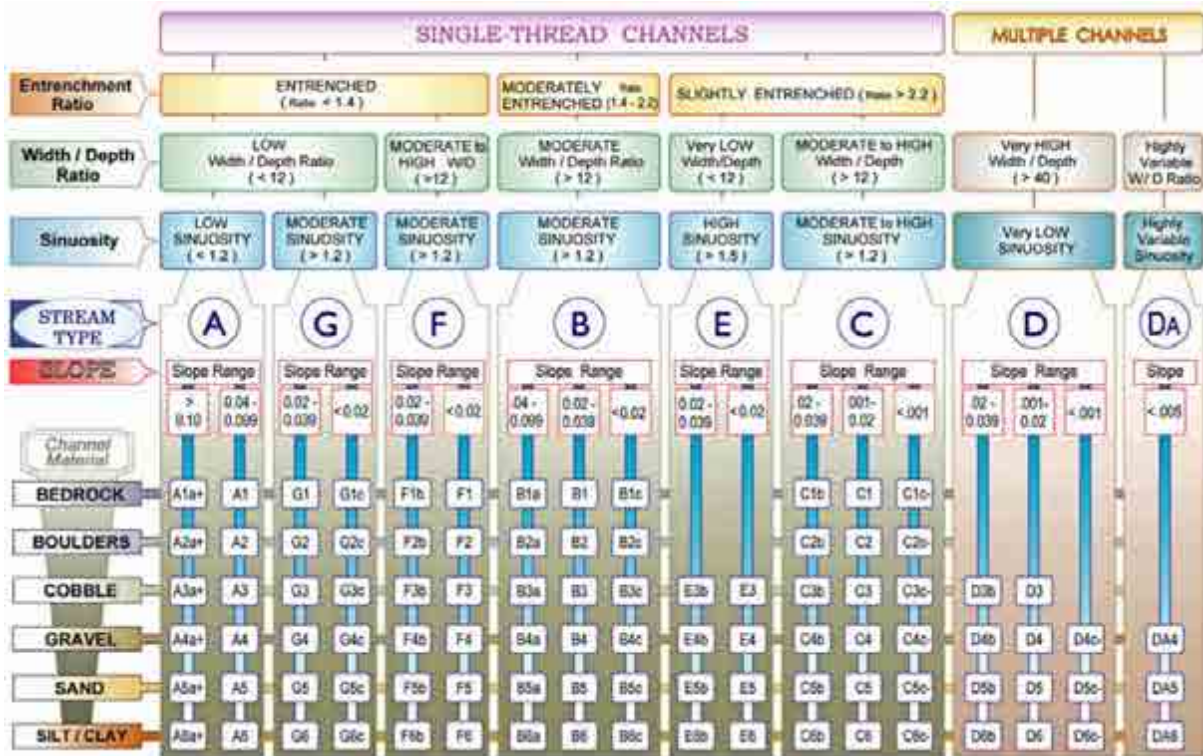 SINGLE-THREAD CHANNELS
MULTIPLE CHANNELS
Entrenchment
Ratio
ENTRENCHED
( Ratio < 1.4 )
MODERATELY Ratio
ENTRENCHED (1.4 - 2.2)
SLIGHTLY ENTRENCHED ( Ratio > 2.2 )
Width / Depth
Ratio
LOW
Width / Depth Ratio
( < 12 )
MODERATE to
HIGH W/D
( >12 )
MODERATE
Width / Depth Ratio
( > 12 )
Very LOW
Width/Depth
( < 12 )
MODERATE to HIGH
Width / Depth
( > 12 )
Very HIGH
Width / Depth
( > 40 )
Highly
Variable
W / D Ratio
Sinuosity
LOW
SINUOSITY
( < 1.2 )
MODERATE
SINUOSITY
( > 1.2 )
MODERATE
SINUOSITY
( > 1.2 )
MODERATE
SINUOSITY
( > 1.2 )
HIGH
SINUOSITY
( > 1.5 )
MODERATE to HIGH
SINUOSITY
( > 1.2 )
Very LOW
SINUOSITY
Highly
Variable
Sinuosity
STREAM
TYPE
A G F B E C D DA
SLOPE
Slope Range Slope Range Slope Range Slope Range Slope Range Slope Range Slope Range Slope
>
0.10
0.04 -
0.099
0.02 -
0.039
<0.02
0.02 -
0.039
<0.02
.04 -
0.099
0.02 -
0.039
<0.02
0.02 -
0.039
<0.02
.02 -
0.039
.001-
0.02
<.001
.02 -
0.039
.001-
0.02
<.001
<.005
Channel
Material
BEDROCK A1a+ A1 G1 G1c F1b F1 B1a B1 B1c C1b C1 C1c-
BOULDERS A2a+ A2 G2 G2c F2b F2 B2a B2 B2c C2b C2 C2c-
COBBLE A3a+ A3 G3 G3c F3b F3 B3a B3 B3c E3b E3 C3b C3 C3c- D3b D3
GRAVEL A4a+ A4 G4 G4c F4b F4 B4a B4 B4c E4b E4 C4b C4 C4c- D4b D4 D4c- DA4
SAND A5a+ A5 G5 G5c F5b F5 B5a B5 B5c E5b E5 C5b C5 C5c- D5b D5 D5c- DA5
SILT / CLAY A6a+ A6 G6 G6c F6b F6 B6a B6 B6c E6b E6 C6b C6 C6c- D6b D6 D6c- DA6